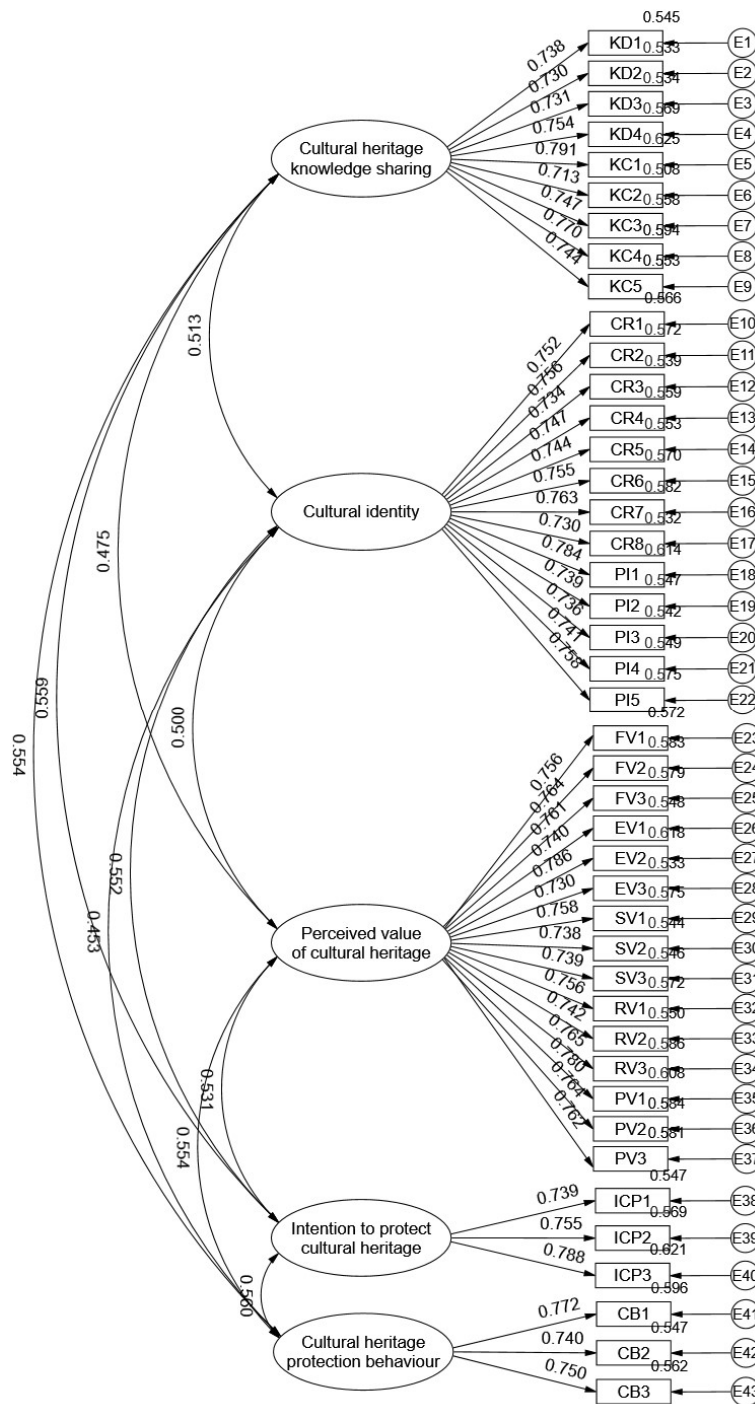 0.545
0.738
KD1
0.533
E1
0.730
KD2
0.534
E2
0.731
KD3
0.569
E3
0.754
KD4
0.625
E4
Cultural heritage
knowledge sharing
0.791
KC1
0.508
E5
0.713
KC2
0.558
E6
0.747
KC3
0.594
E7
0.770
KC4
0.553
E8
0.744
KC5
E9
0.566
0.513
0.752
CR1
0.572
E10
0.756
CR2
0.539
E11
0.734
CR3
0.559
E12
0.747
CR4
0.553
E13
0.744
CR5
0.570
E14
0.755
CR6
0.582
E15
Cultural identity
0.763
CR7
0.532
E16
0.730
CR8
0.614
E17
0.784
PI1
0.547
E18
0.739
PI2
0.542
E19
0.736
PI3
0.549
E20
0.741
PI4
0.575
E21
0.758
PI5
E22
0.572
0.475
0.559
0.500
0.554
0.756
FV1
0.583
E23
0.764
FV2
0.579
E24
0.761
FV3
0.548
E25
0.740
EV1
0.618
E26
0.786
EV2
0.533
E27
0.730
EV3
0.575
E28
0.758
SV1
0.544
E29
Perceived value
of cultural heritage
0.738
SV2
0.546
E30
0.739
SV3
0.572
E31
0.756
RV1
0.550
E32
0.742
RV2
0.586
E33
0.765
RV3
0.608
E34
0.780
PV1
0.584
E35
0.764
PV2
0.581
E36
0.762
PV3
E37
0.547
0.552
0.453
0.531
0.554
0.739
ICP1
0.569
E38
Intention to protect
cultural heritage
0.755
ICP2
0.621
E39
0.788
ICP3
E40
0.596
0.560
0.772
CB1
0.547
E41
Cultural heritage
protection behaviour
0.740
CB2
0.562
E42
0.750
CB3
E43